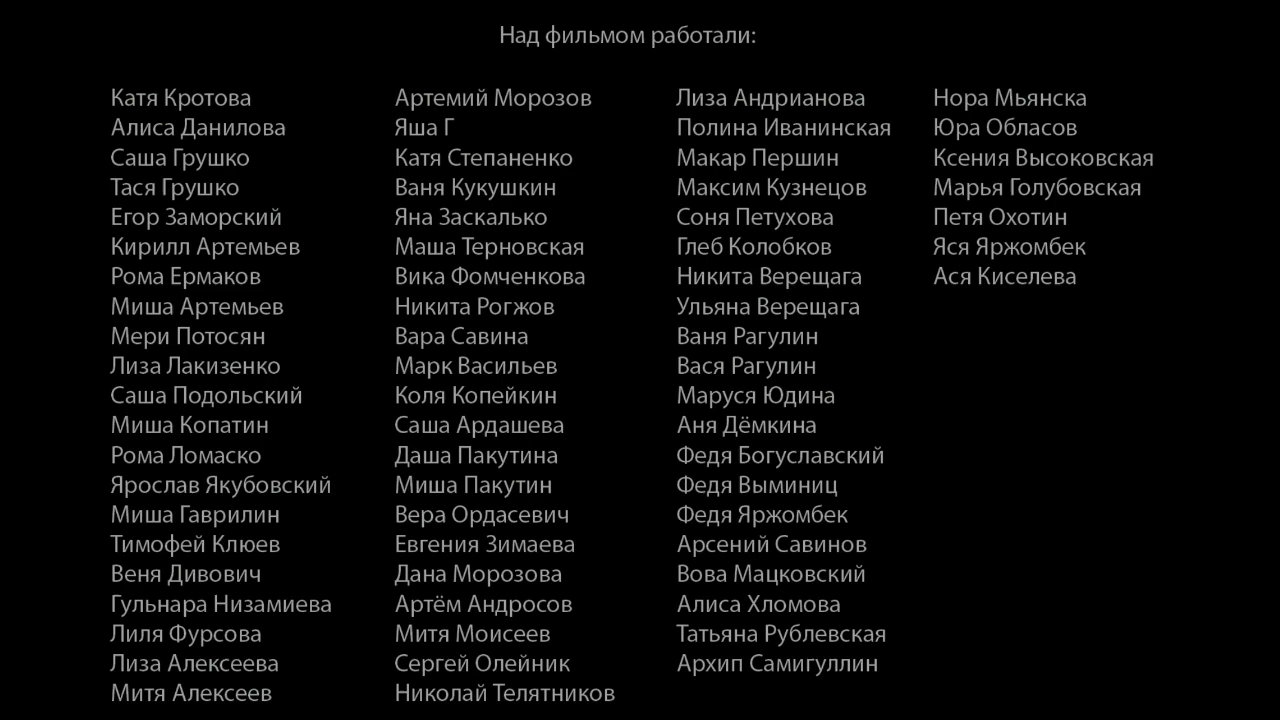 Над фильмом работали:
Катя Кротова
Алиса Данилова
Саша Грушко
Тася Грушко
Егор Заморский
Кирилл Артемьев
Рома Ермаков
Миша Артемьев
Мери Потосян
Лиза Лакизенко
Саша Подольский
Миша Копатин
Рома Ломаско
Ярослав Якубовский
Миша Гаврилин
Тимофей Клюев
Веня Дивович
Гульнара Низамиева
Лиля Фурсова
Лиза Алексеева
Митя Алексеев
Артемий Морозов
Яша Г
Катя Степаненко
Ваня Кукушкин
Яна Заскалько
Маша Терновская
Вика Фомченкова
Никита Рогжов
Вара Савина
Марк Васильев
Коля Копейкин
Саша Ардашева
Даша Пакутина
Миша Пакутин
Вера Ордасевич
Евгения Зимаева
Дана Морозова
Артём Андросов
Митя Моисеев
Сергей Олейник
Николай Телятников
Лиза Андрианова
Полина Иванинская
Макар Першин
Максим Кузнецов
Соня Петухова
Глеб Колобков
Никита Верещага
Ульяна Верещага
Ваня Рагулин
Вася Рагулин
Маруся Юдина
Аня Дёмкина
Федя Богуславский
Федя Выминиц
Федя Яржомбек
Арсений Савинов
Вова Мацковский
Алиса Хломова
Татьяна Рублевская
Архип Самигуллин
Нора Мьянска
Юра Обласов
Ксения Высоковская
Марья Голубовская
Петя Охотин
Яся Яржомбек
Ася Киселева